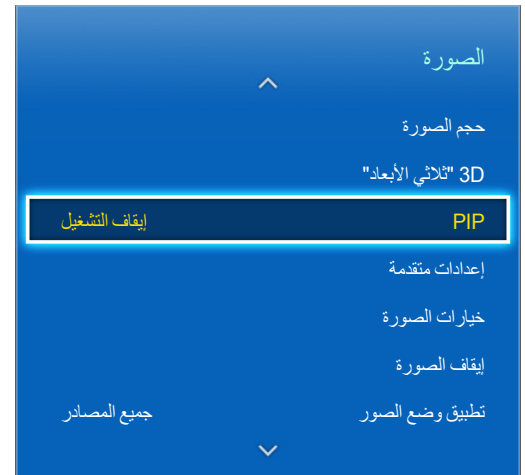 الصورة
حجم الصورة
3D "ثلاثي الأبعاد"
PIP إيقاف التشغيل
إعدادات متقدمة
خيارات الصورة
إيقاف الصورة
تطبيق وضع الصور جميع المصادر